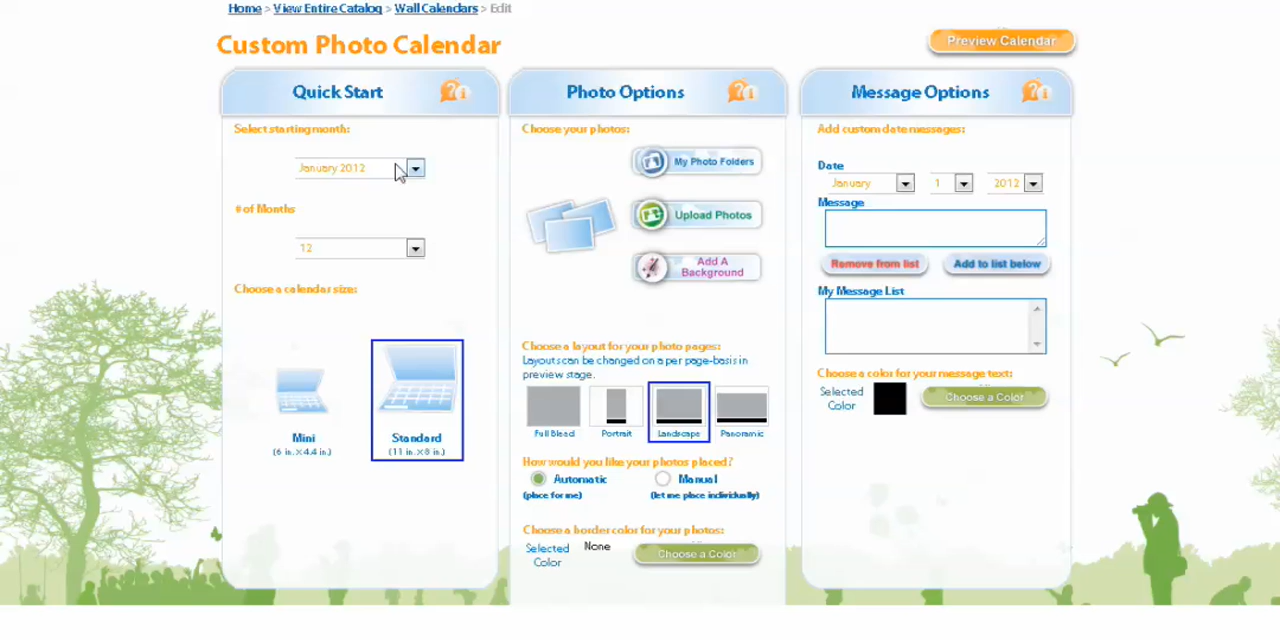 Home > View Entire Catalog > Wall Calendars > Edit
Custom Photo Calendar
Preview Calendar
Quick Start
Select starting month:
January 2012
# of Months
12
Choose a calendar size:
Mini
(6 in. X 4.4 in.)
Standard
(11 in. X 8 in.)
Photo Options
Choose your photos:
My Photo Folders
Upload Photos
Add A
Background
Choose a layout for your photo pages:
Layouts can be changed on a per page-basis in
preview stage.
Full Bleed
Portrait
Landscape
Panoramic
How would you like your photos placed?
Automatic
(place for me)
Manual
(let me place individually)
Choose a border color for your photos:
Selected
Color
None
Choose a Color
Message Options
Add custom date messages:
Date
January
1
2012
Message
Remove from list
Add to list below
My Message List
Choose a color for your message text:
Selected
Color
Choose a Color